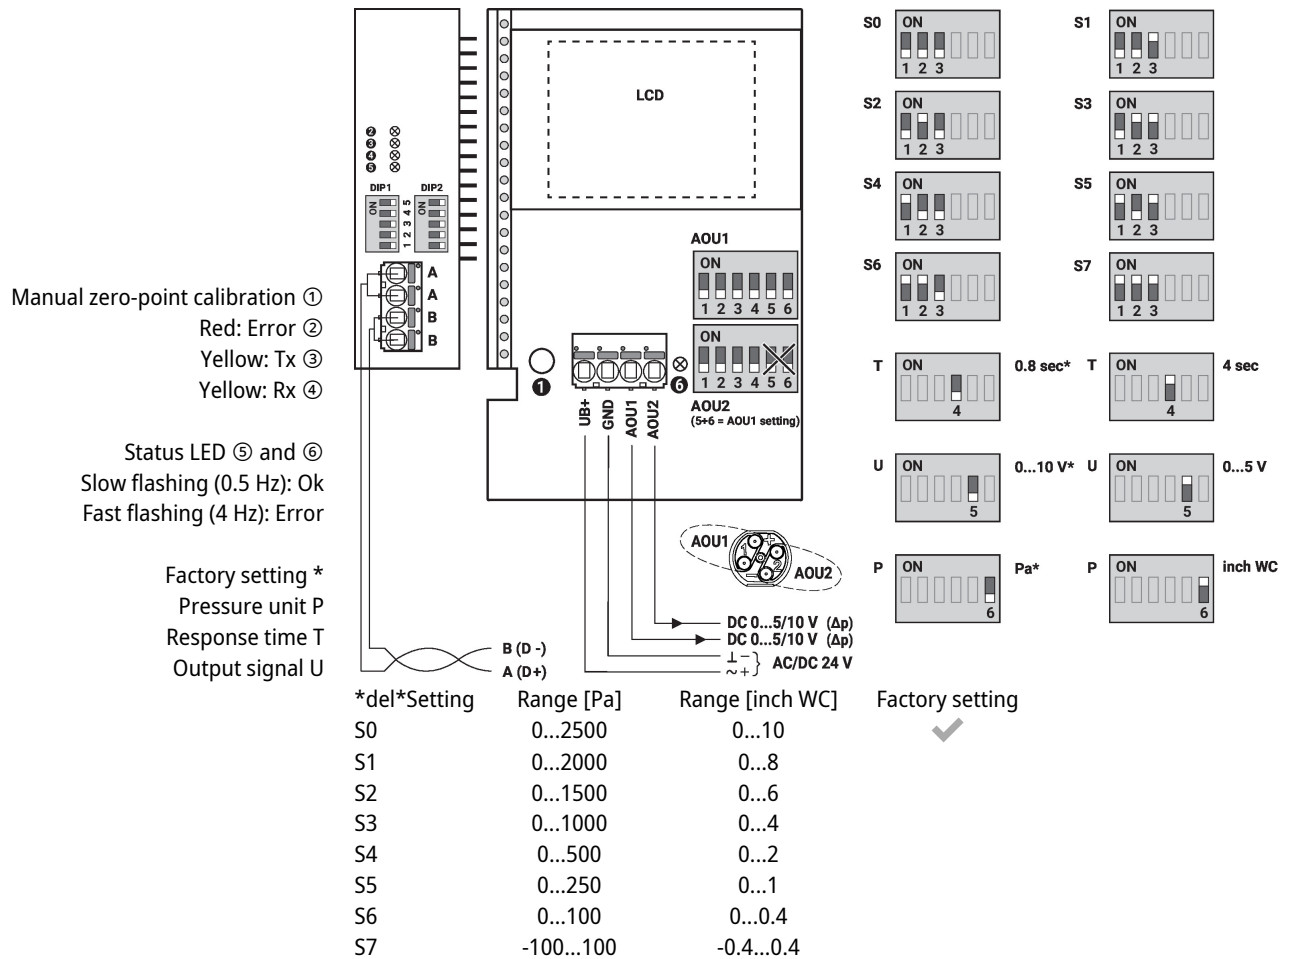 Manual zero-point calibration ①
Red: Error ②
Yellow: Tx ③
Yellow: Rx ④
Status LED ⑤ and ⑥
Slow flashing (0.5 Hz): Ok
Fast flashing (4 Hz): Error
Factory setting *
Pressure unit P
Response time T
Output signal U
❷
❸
❹
❺
DIP1 DIP2
ON ON
1 2 3 4 5
A
A
B
B
B (D -)
A (D+)
LCD
AOU1
ON
1 2 3 4 5 6
ON
1 2 3 4 5 6
AOU2
(5+6 = AOU1 setting)
❶ ❻
UB+ GND AOU1 AOU2
AOU1
1 + 2 −
AOU2
DC 0...5/10 V (Δp)
DC 0...5/10 V (Δp)
⊥ −
~ +
} AC/DC 24 V
S0 ON 1 2 3
S1 ON 1 2 3
S2 ON 1 2 3
S3 ON 1 2 3
S4 ON 1 2 3
S5 ON 1 2 3
S6 ON 1 2 3
S7 ON 1 2 3
T ON 4 0.8 sec*
T ON 4 4 sec
U ON 5 0...10 V*
U ON 5 0...5 V
P ON 6 Pa*
P ON 6 inch WC
*del*Setting Range [Pa] Range [inch WC] Factory setting
S0 0...2500 0...10 ✓
S1 0...2000 0...8
S2 0...1500 0...6
S3 0...1000 0...4
S4 0...500 0...2
S5 0...250 0...1
S6 0...100 0...0.4
S7 -100...100 -0.4...0.4